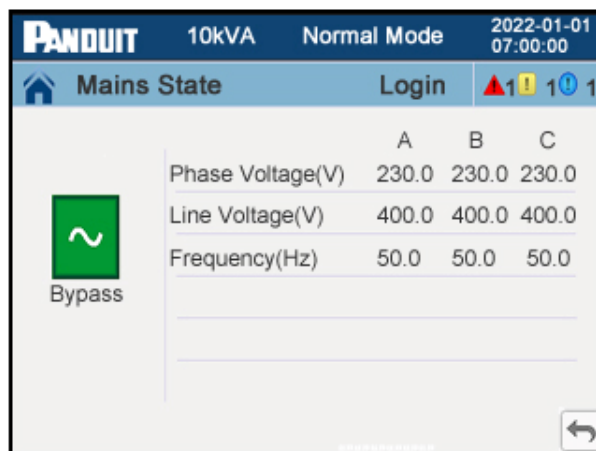 PANDUIT 10kVA Normal Mode 2022-01-01
07:00:00
Mains State Login 1 ! 1 ! 1
A B C
Phase Voltage(V) 230.0 230.0 230.0
Line Voltage(V) 400.0 400.0 400.0
Frequency(Hz) 50.0 50.0 50.0
Bypass